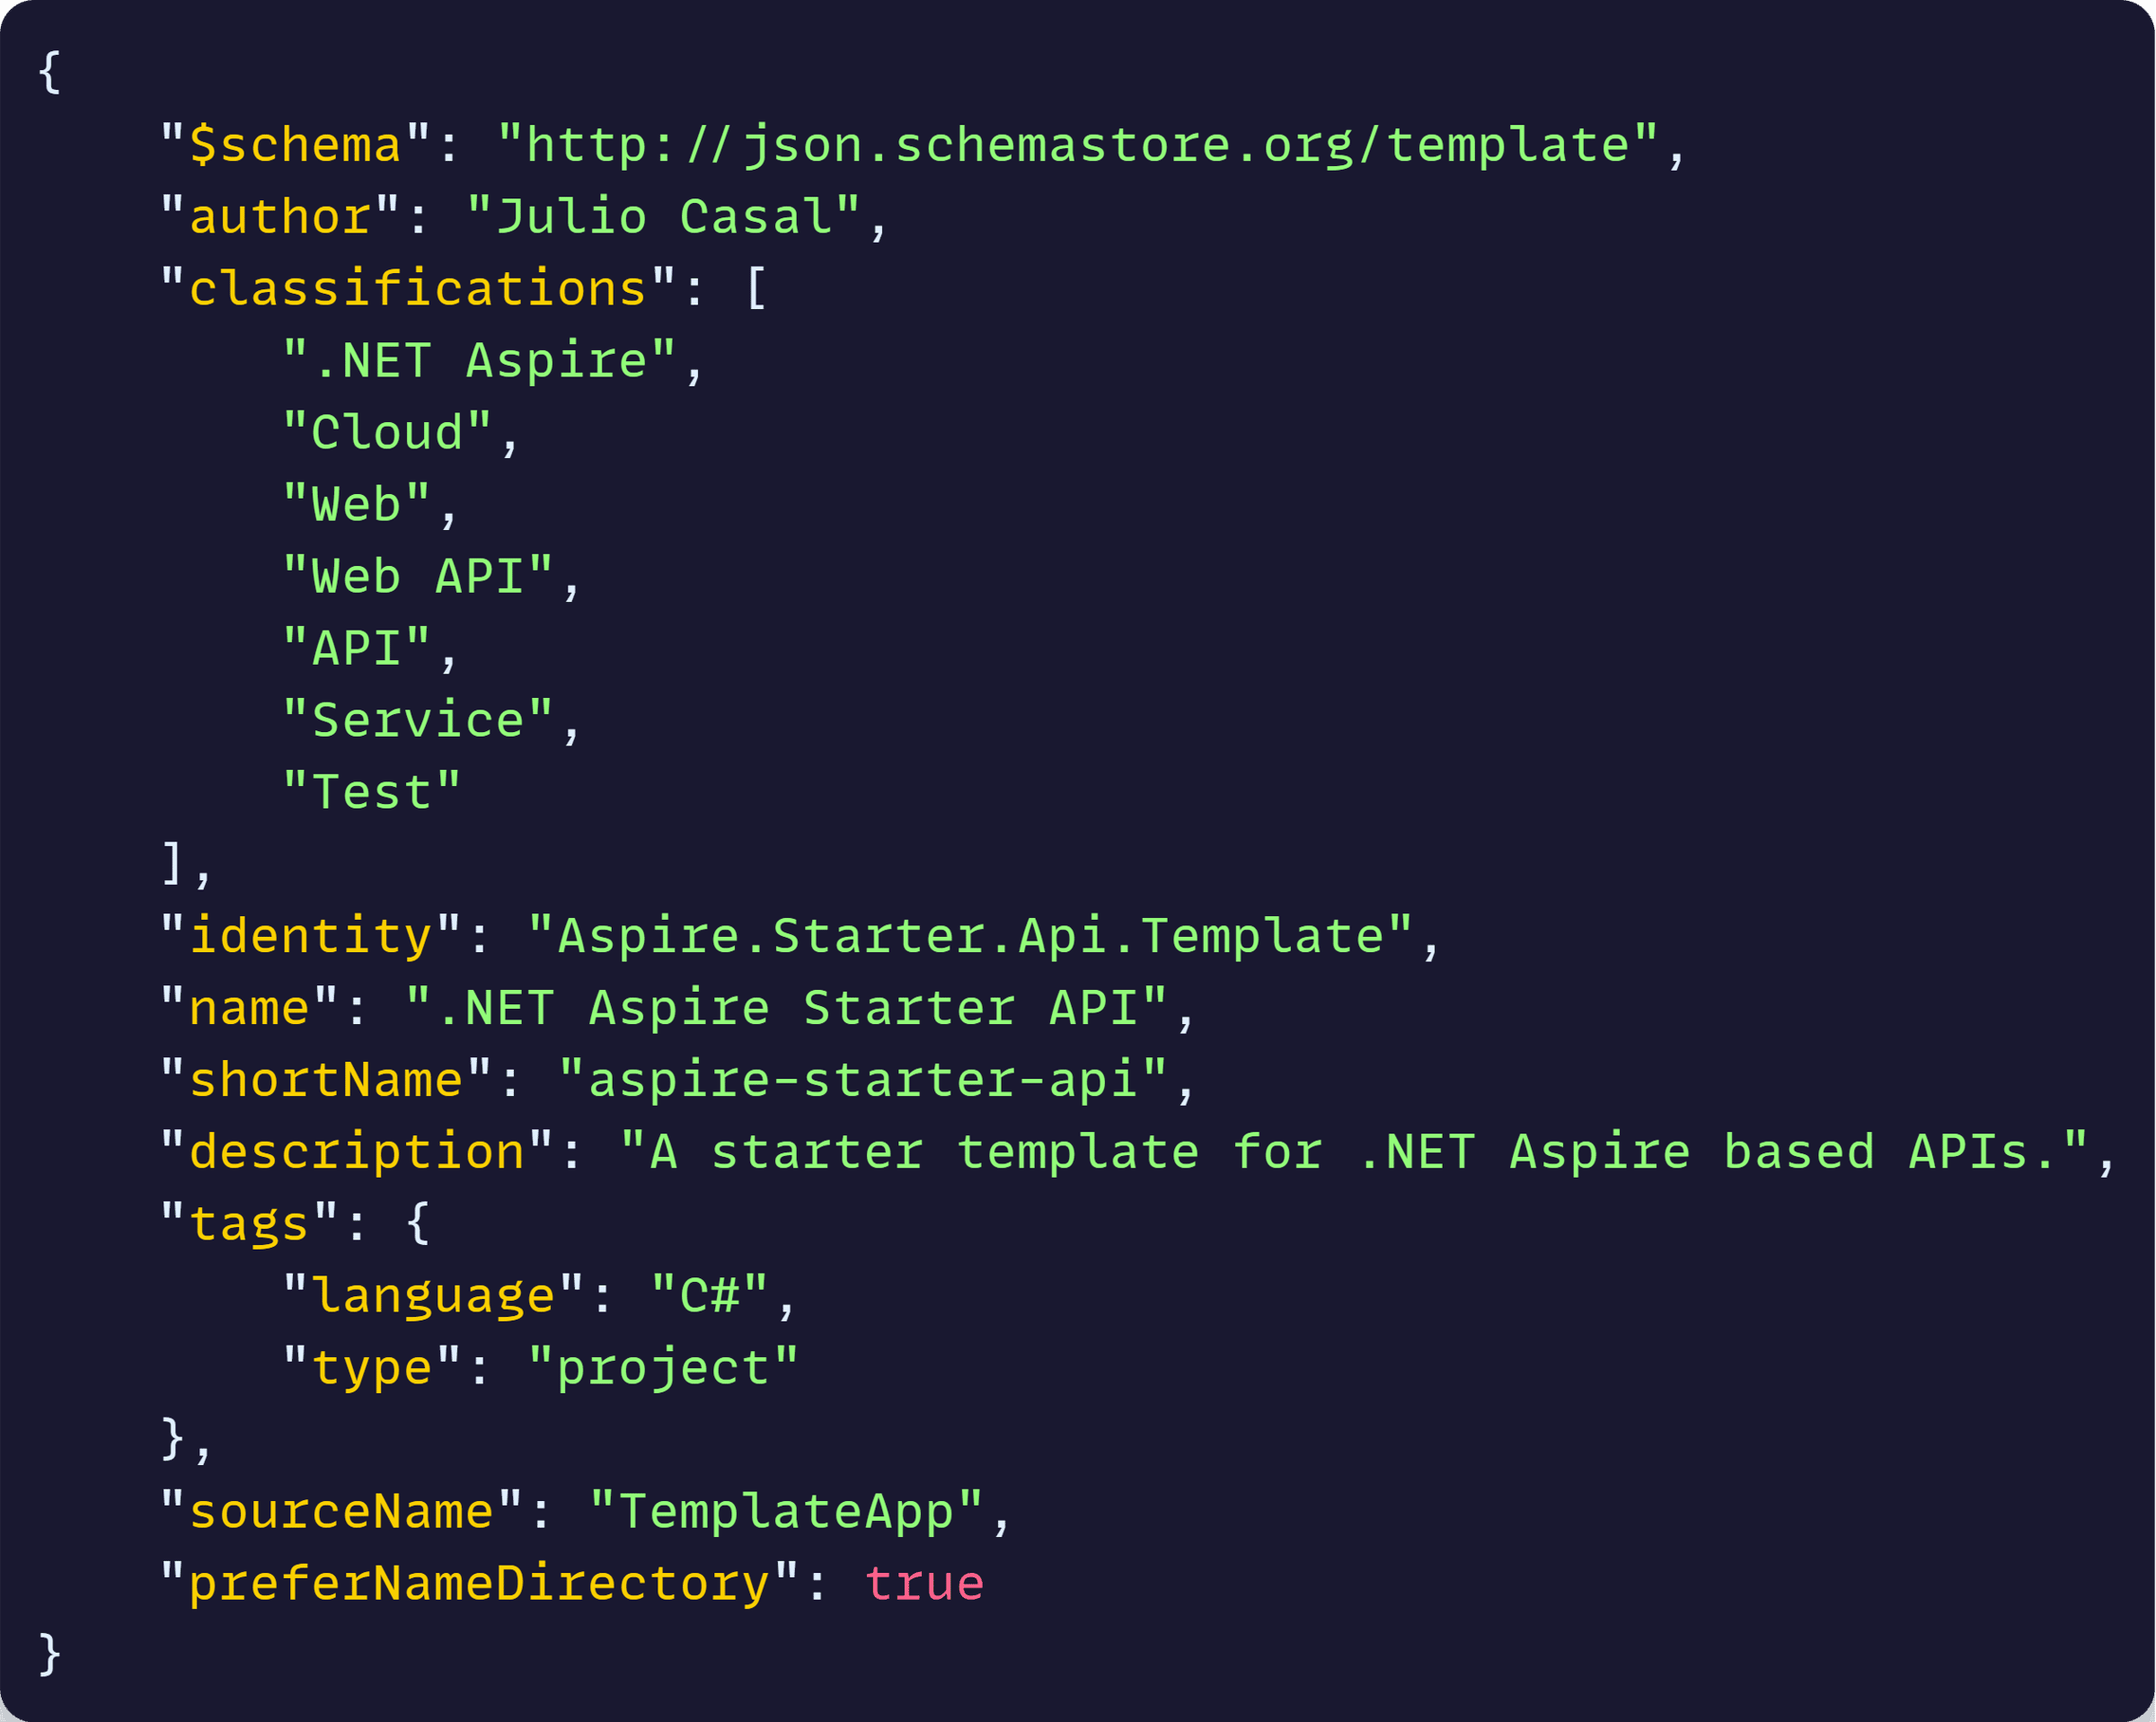 {
    "$schema": "http://json.schemastore.org/template",
    "author": "Julio Casal",
    "classifications": [
        ".NET Aspire",
        "Cloud",
        "Web",
        "Web API",
        "API",
        "Service",
        "Test"
    ],
    "identity": "Aspire.Starter.Api.Template",
    "name": ".NET Aspire Starter API",
    "shortName": "aspire-starter-api",
    "description": "A starter template for .NET Aspire based APIs.",
    "tags": {
        "language": "C#",
        "type": "project"
    },
    "sourceName": "TemplateApp",
    "preferNameDirectory": true
}